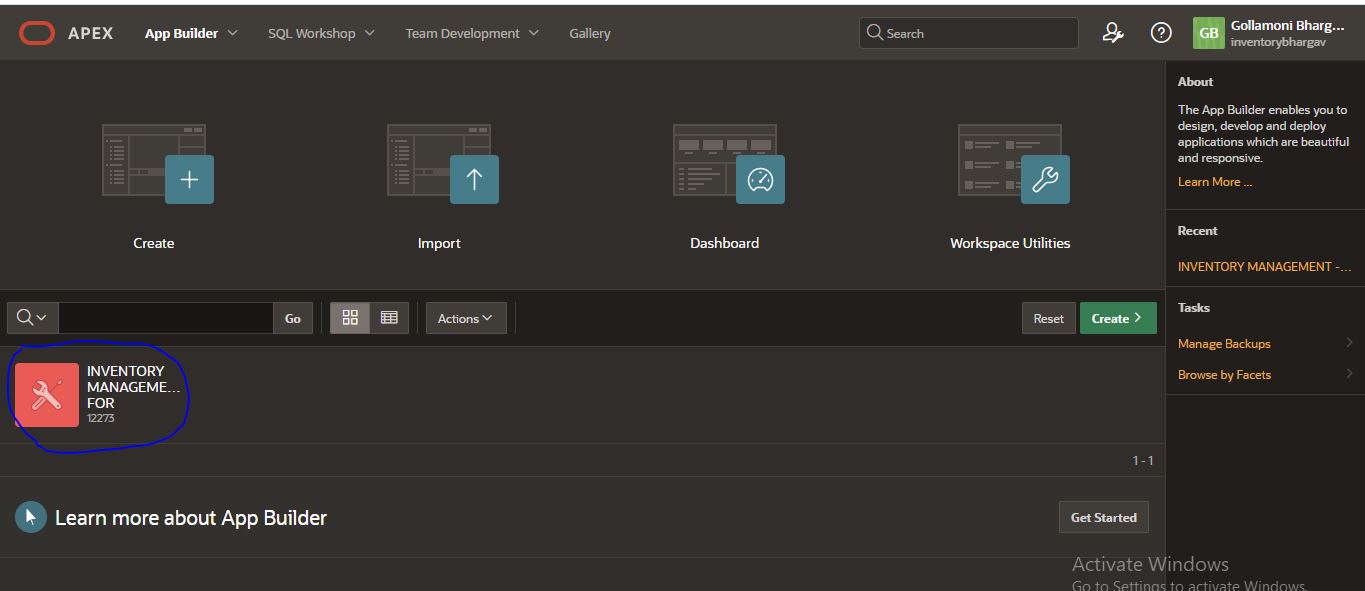 APEX
App Builder
SQL Workshop
Team Development
Gallery
Search
GB
Gollamoni Bharg...
inventorybhargav
Create
Import
Dashboard
Workspace Utilities
About
The App Builder enables you to
design, develop and deploy
applications which are beautiful
and responsive.
Learn More ...
Recent
INVENTORY MANAGEMENT -...
Tasks
Manage Backups
Browse by Facets
Go
Actions
Reset
Create
INVENTORY
MANAGEME...
FOR
12273
1 - 1
Learn more about App Builder
Get Started
Activate Windows
Go to Settings to activate Windows.